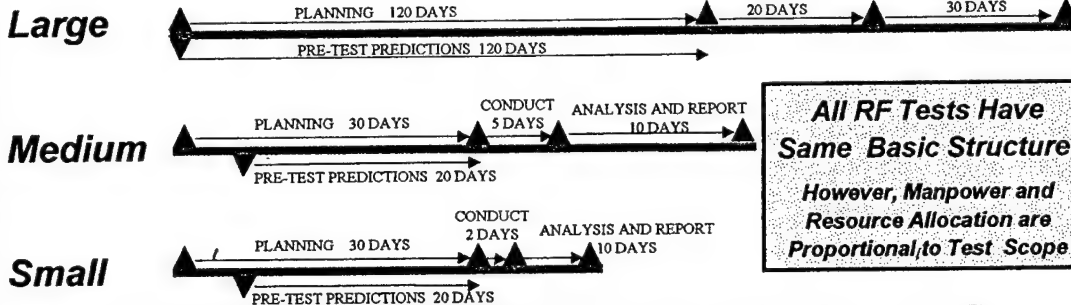 Large
PLANNING 120 DAYS
20 DAYS
30 DAYS
PRE-TEST PREDICTIONS 120 DAYS
Medium
PLANNING 30 DAYS
CONDUCT
5 DAYS
ANALYSIS AND REPORT
10 DAYS
PRE-TEST PREDICTIONS 20 DAYS
Small
PLANNING 30 DAYS
CONDUCT
2 DAYS
ANALYSIS AND REPORT
10 DAYS
PRE-TEST PREDICTIONS 20 DAYS
All RF Tests Have
Same Basic Structure
However, Manpower and
Resource Allocation are
Proportional to Test Scope